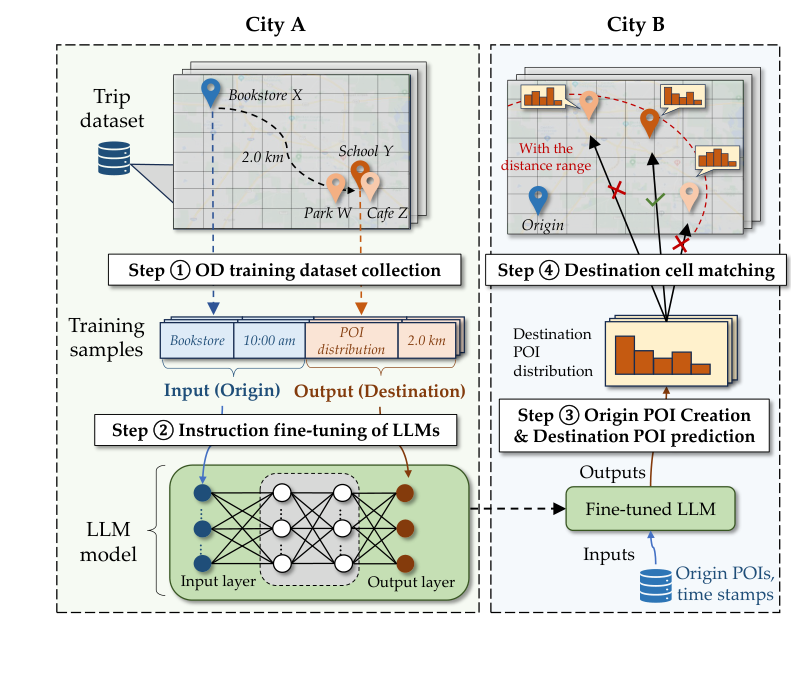 City A
Trip
dataset
Bookstore X
2.0 km
School Y
Park W
Cafe Z
Step ① OD training dataset collection
Training
samples
Bookstore
10:00 am
POI
distribution
2.0 km
Input (Origin)
Output (Destination)
Step ② Instruction fine-tuning of LLMs
LLM
model
Input layer
Output layer
City B
With the
distance range
Origin
Step ④ Destination cell matching
Destination
POI
distribution
Step ③ Origin POI Creation
& Destination POI prediction
Outputs
Fine-tuned LLM
Inputs
Origin POIs,
time stamps